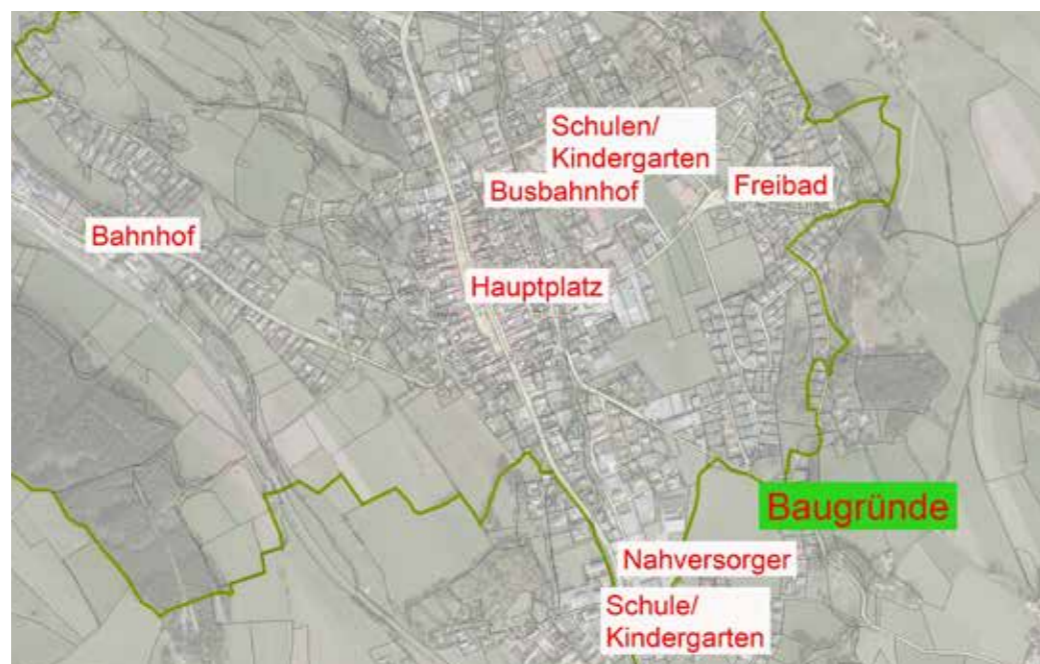 Schulen/
Kindergarten
Busbahnhof
Freibad
Bahnhof
Hauptplatz
Baugründe
Nahversorger
Schule/
Kindergarten